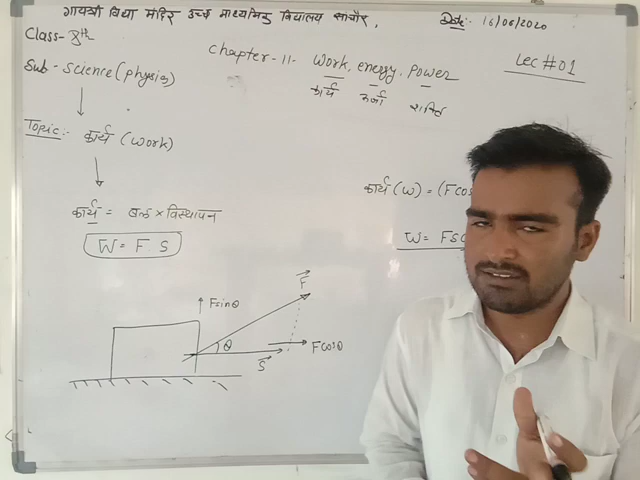 गायत्री विद्या मंदिर उच्च माध्यमिक विद्यालय सांचौर,
Date:- 16/06/2020
Class- 8th
Chapter-11- Work, energy, power
Lec #01
कार्य ऊर्जा शक्ति
Sub- Science (physics)
Topic:- कार्य (work)
कार्य = बल × विस्थापन
कार्य (W) = (F cos
W = F. S
W = FS
F
F sinθ
θ
F cosθ
S